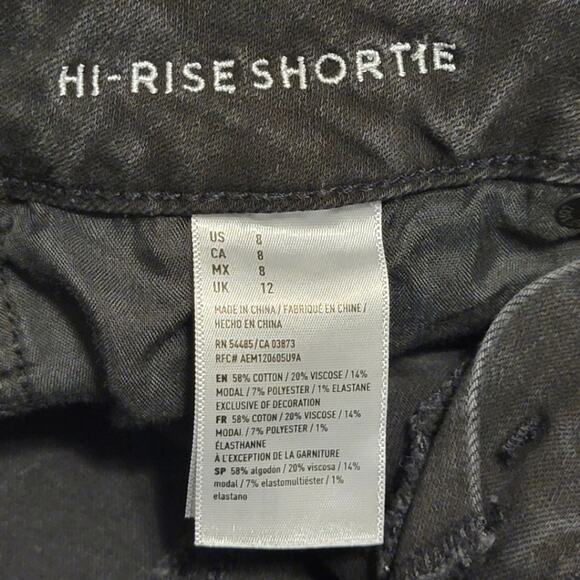 HI-RISE SHORTIE
US 8
CA 8
MX 8
UK 12
MADE IN CHINA / FABRIQUÉ EN CHINE /
HECHO EN CHINA
RN 54485/CA 03873
RFC# AEM120605U9A
EN 58% COTTON / 20% VISCOSE / 14%
MODAL / 7% POLYESTER / 1% ELASTANE
EXCLUSIVE OF DECORATION
FR 58% COTON / 20% VISCOSE / 14%
MODAL / 7% POLYESTER / 1%
ÉLASTHANNE
À L'EXCEPTION DE LA GARNITURE
SP 58% algodón / 20% viscosa / 14%
modal / 7% elastomultiéster / 1%
elastano